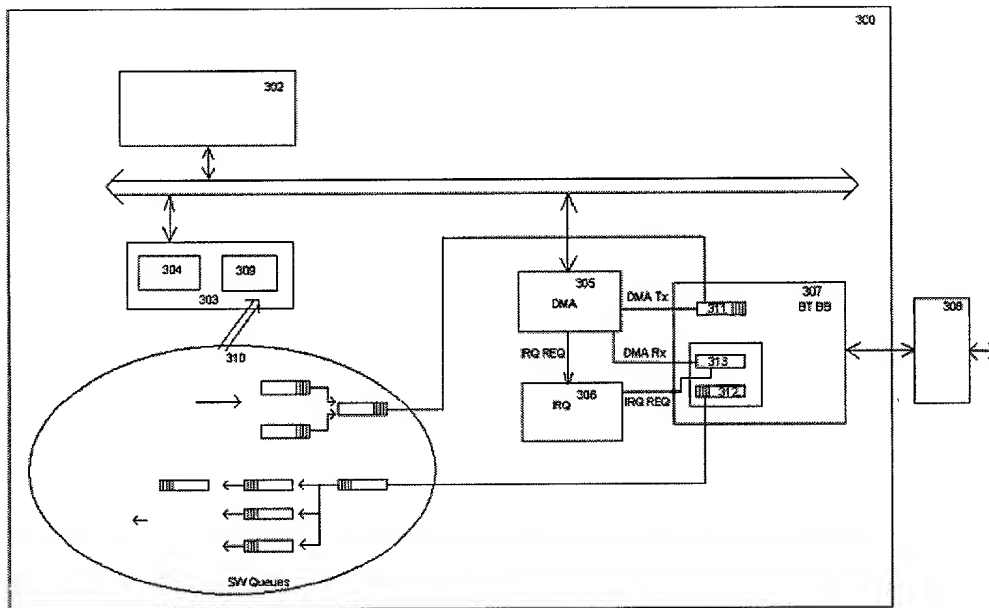 300
302
304
309
303
310
305
DMA
DMA Tx
311
307
BT BB
308
IRQ REQ
DMA Rx
313
306
IRQ
IRQ REQ
312
SW Queues